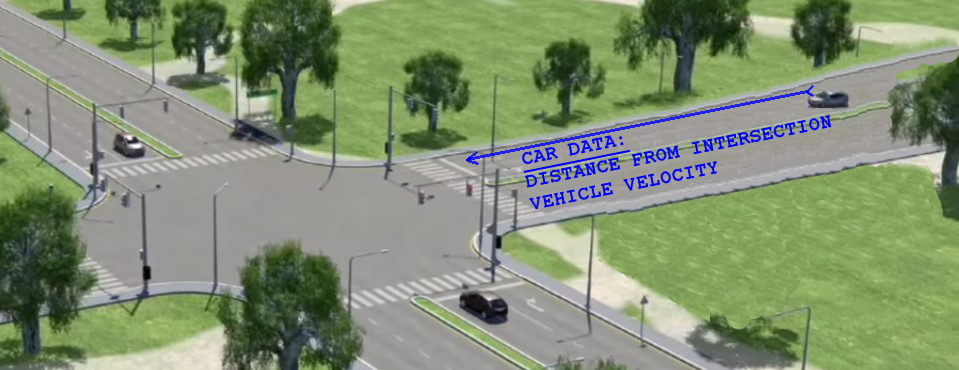 CAR DATA:
DISTANCE FROM INTERSECTION
VEHICLE VELOCITY